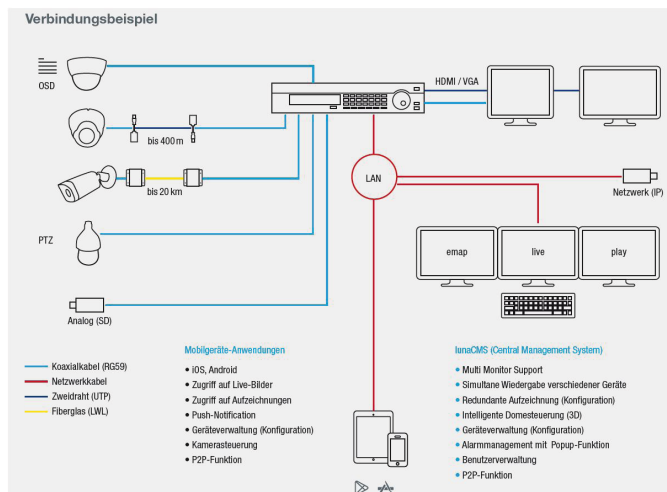 Verbindungsbeispiel
OSD
HDMI / VGA
bis 400 m
bis 20 km
LAN
Netzwerk (IP)
PTZ
emap
live
play
Analog (SD)
Koaxialkabel (RG59)
Netzwerkkabel
Zweidraht (UTP)
Fiberglas (LWL)
Mobilgeräte-Anwendungen
• iOS, Android
• Zugriff auf Live-Bilder
• Zugriff auf Aufzeichnungen
• Push-Notification
• Geräteverwaltung (Konfiguration)
• Kamerasteuerung
• P2P-Funktion
lunaCMS (Central Management System)
• Multi Monitor Support
• Simultane Wiedergabe verschiedener Geräte
• Redundante Aufzeichnung (Konfiguration)
• Intelligente Domesteuerung (3D)
• Geräteverwaltung (Konfiguration)
• Alarmmanagement mit Popup-Funktion
• Benutzerverwaltung
• P2P-Funktion